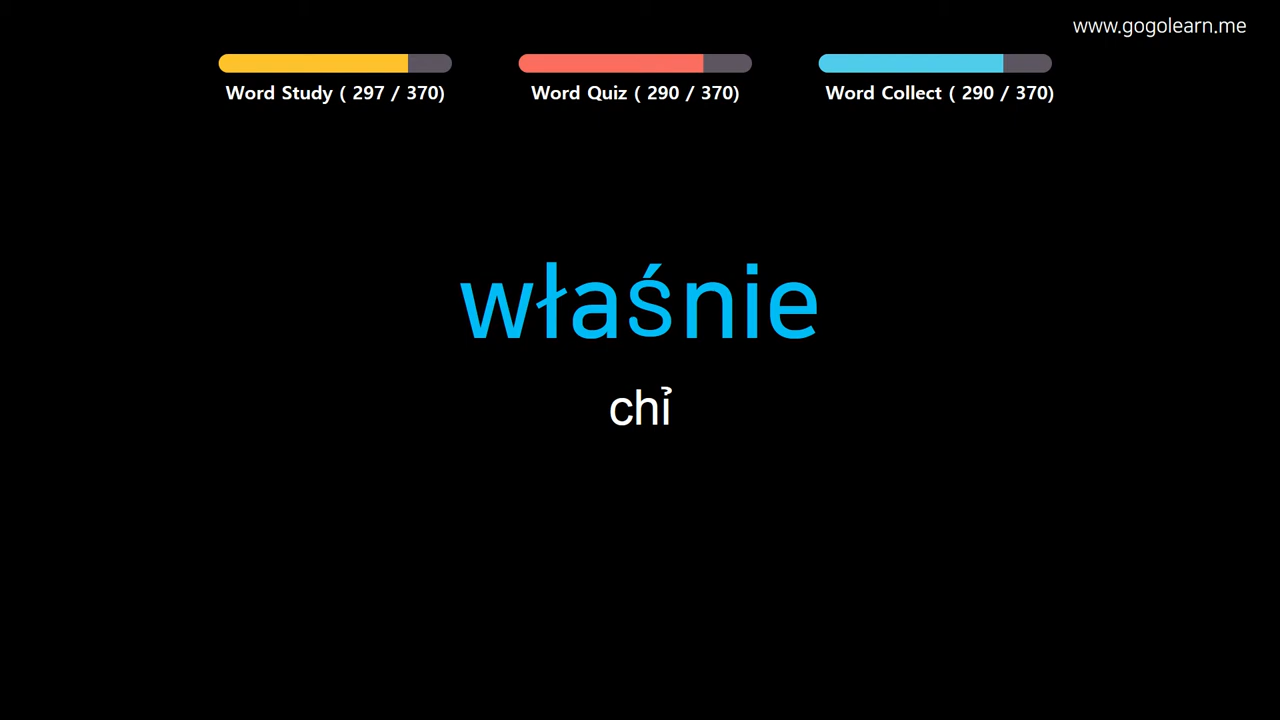 www.gogolearn.me
Word Study ( 297 / 370)
Word Quiz ( 290 / 370)
Word Collect ( 290 / 370)
właśnie
chỉ